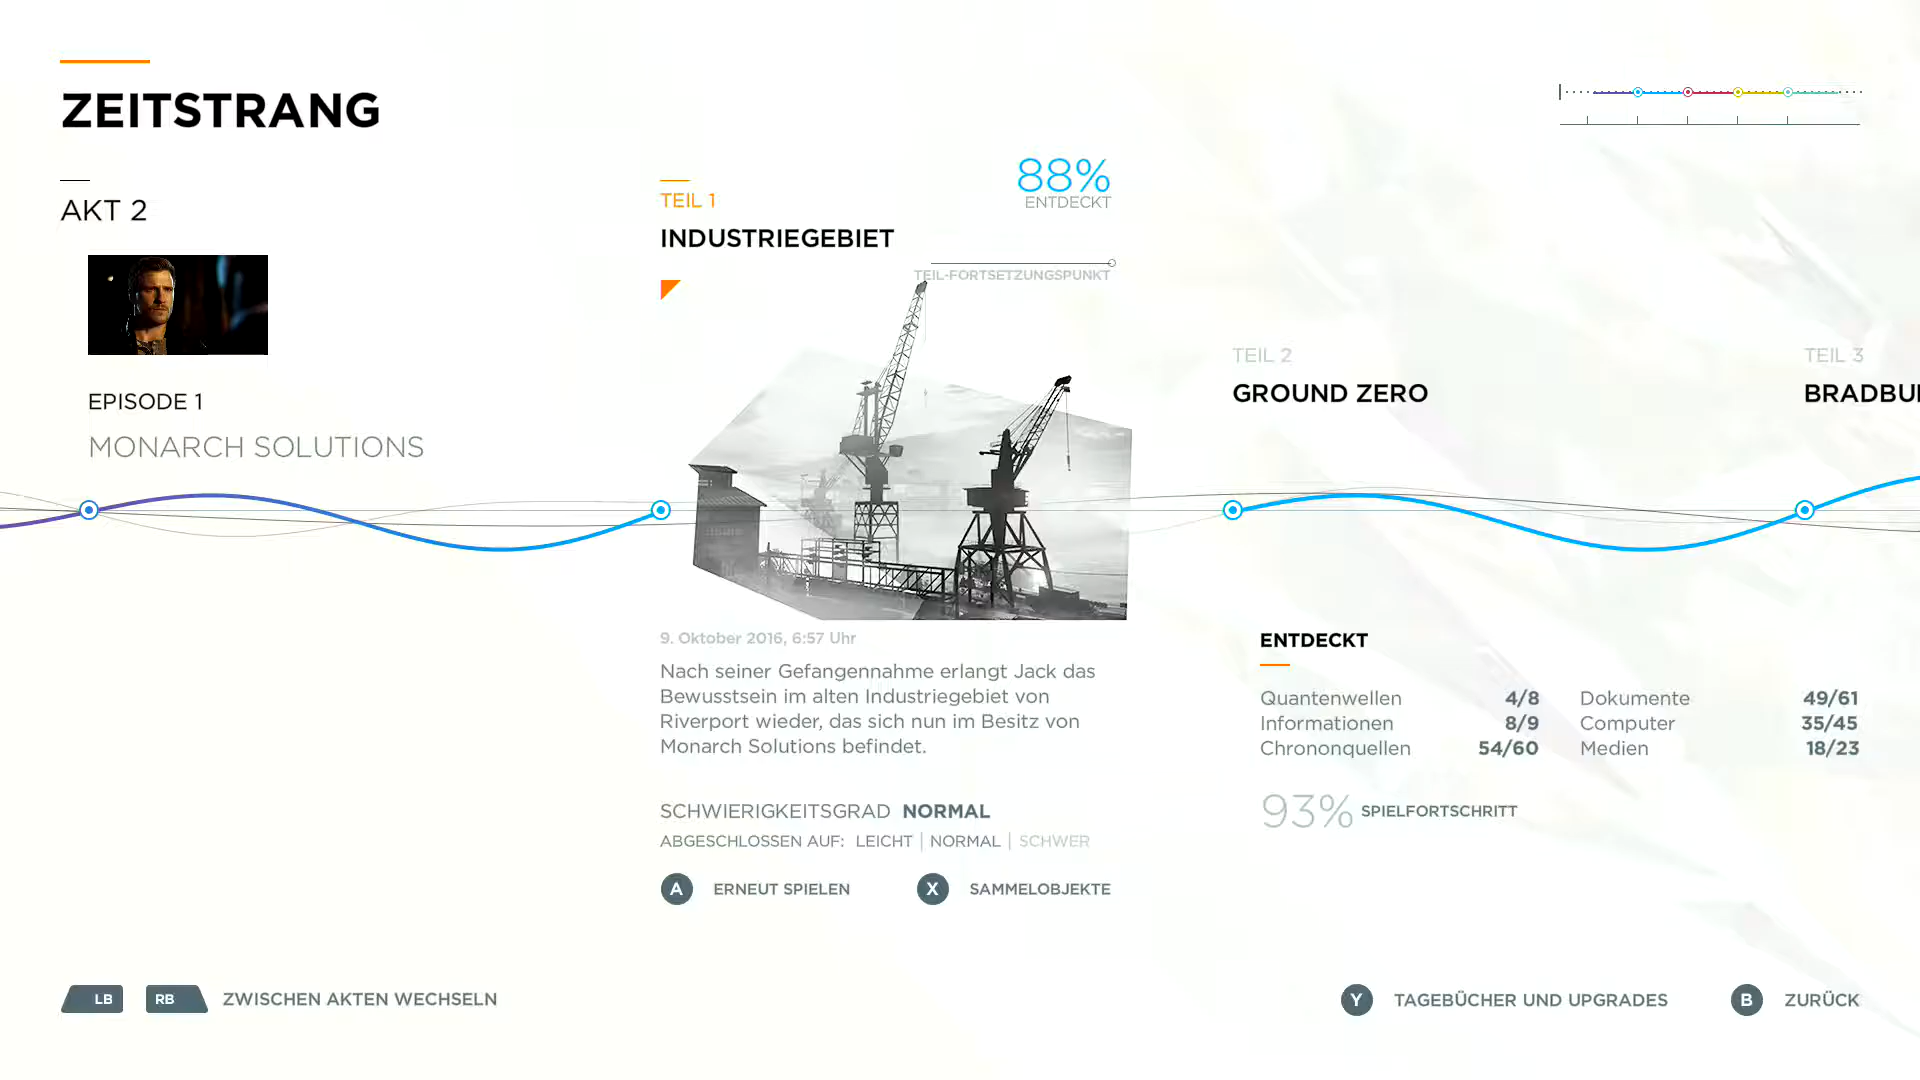 ZEITSTRANG
AKT 2
EPISODE 1
MONARCH SOLUTIONS
TEIL 1
INDUSTRIEGEBIET
88%
ENTDECKT
TEIL-FORTSETZUNGSPUNKT
9. Oktober 2016, 6:57 Uhr
Nach seiner Gefangennahme erlangt Jack das
Bewusstsein im alten Industriegebiet von
Riverport wieder, das sich nun im Besitz von
Monarch Solutions befindet.
SCHWIERIGKEITSGRAD NORMAL
ABGESCHLOSSEN AUF: LEICHT | NORMAL | SCHWER
A ERNEUT SPIELEN X SAMMELOBJEKTE
TEIL 2
GROUND ZERO
TEIL 3
BRADBU
ENTDECKT
Quantenwellen 4/8 Dokumente 49/61
Informationen 8/9 Computer 35/45
Chrononquellen 54/60 Medien 18/23
93% SPIELFORTSCHRITT
LB RB ZWISCHEN AKTEN WECHSELN
Y TAGEBÜCHER UND UPGRADES B ZURÜCK